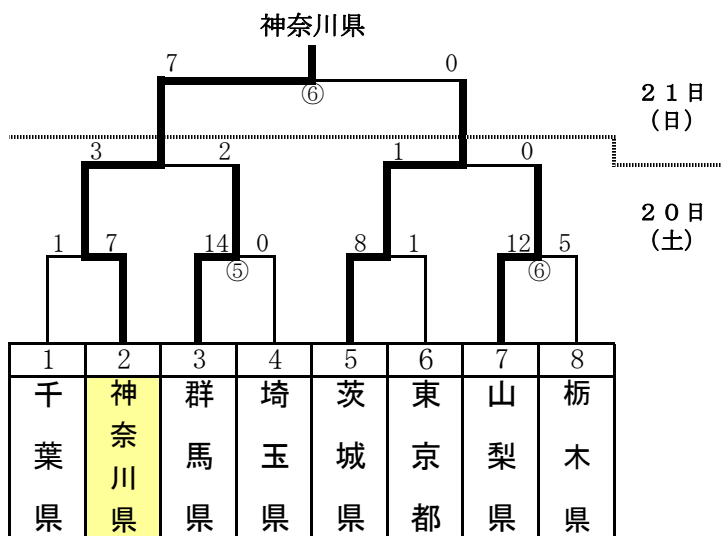 神奈川県
7 0
⑥
21日
(日)
3 2 1 0
20日
(土)
1 7 14 0 8 1 12 5
⑤ ⑥
1 2 3 4 5 6 7 8
千葉県
神奈川県
群馬県
埼玉県
茨城県
東京都
山梨県
栃木県